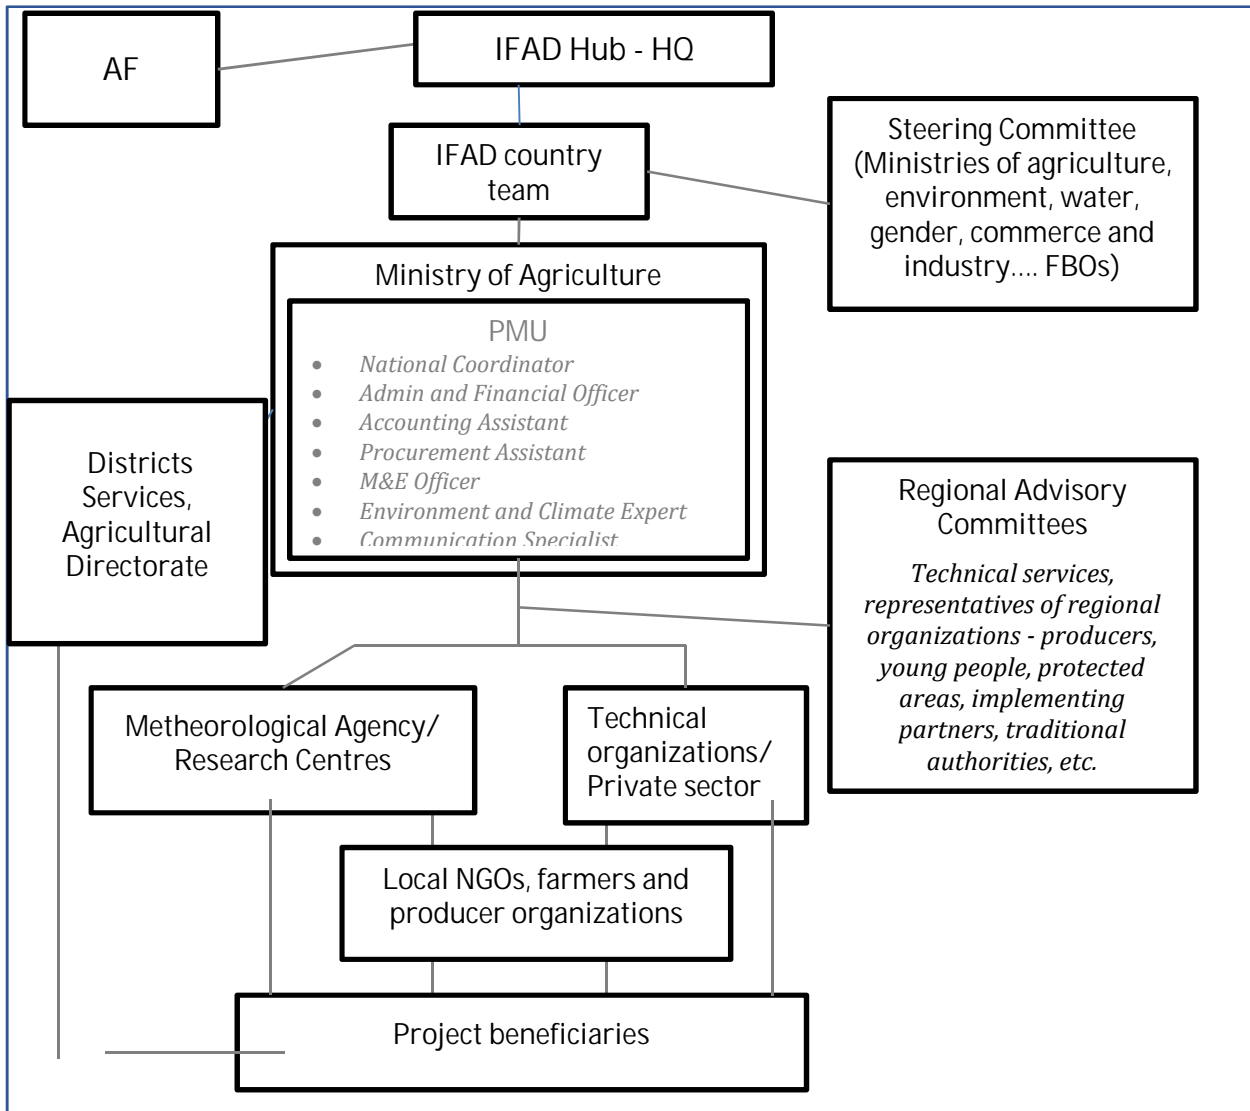 AF
IFAD Hub - HQ
IFAD country
team
Steering Committee
(Ministries of agriculture,
environment, water,
gender, commerce and
industry.... FBOs)
Ministry of Agriculture
PMU
• National Coordinator
• Admin and Financial Officer
• Accounting Assistant
• Procurement Assistant
• M&E Officer
• Environment and Climate Expert
• Communication Specialist
Districts
Services,
Agricultural
Directorate
Regional Advisory
Committees
Technical services,
representatives of regional
organizations - producers,
young people, protected
areas, implementing
partners, traditional
authorities, etc.
Metheorological Agency/
Research Centres
Technical
organizations/
Private sector
Local NGOs, farmers and
producer organizations
Project beneficiaries